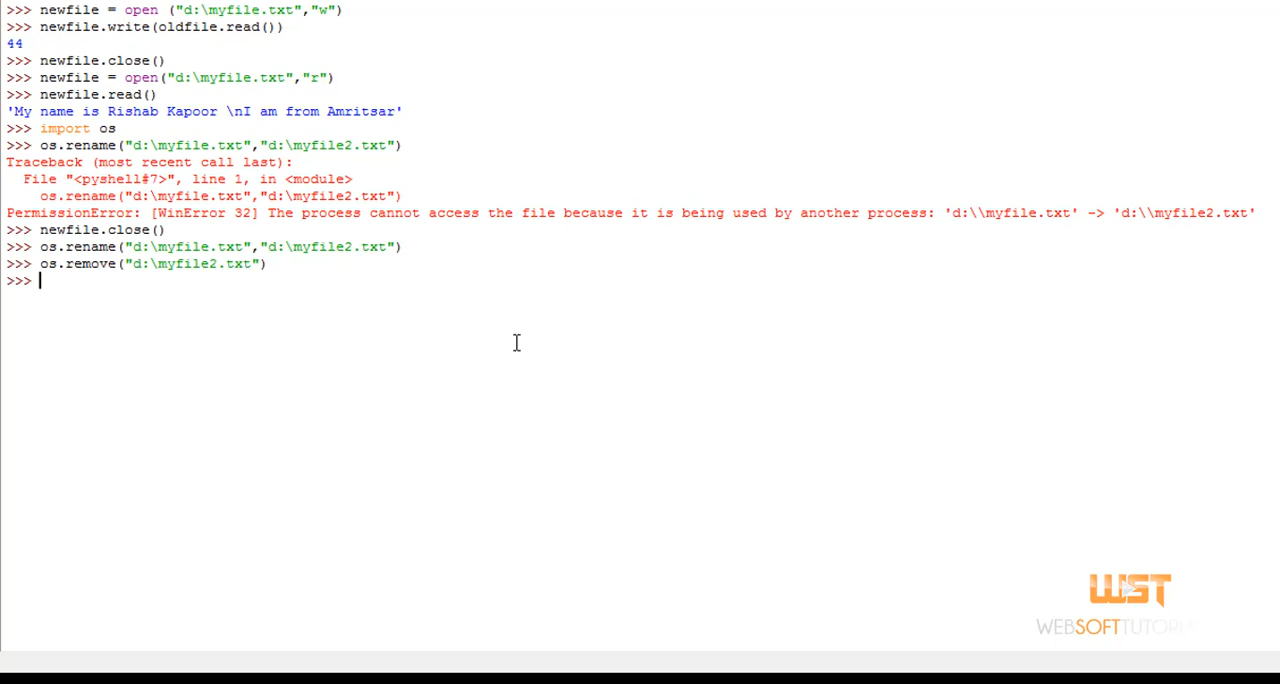 >>> newfile = open ("d:\myfile.txt","w")
>>> newfile.write(oldfile.read())
44
>>> newfile.close()
>>> newfile = open("d:\myfile.txt","r")
>>> newfile.read()
'My name is Rishab Kapoor \nI am from Amritsar'
>>> import os
>>> os.rename("d:\myfile.txt","d:\myfile2.txt")
Traceback (most recent call last):
  File "<pyshell#7>", line 1, in <module>
    os.rename("d:\myfile.txt","d:\myfile2.txt")
PermissionError: [WinError 32] The process cannot access the file because it is being used by another process: 'd:\\myfile.txt' -> 'd:\\myfile2.txt'
>>> newfile.close()
>>> os.rename("d:\myfile.txt","d:\myfile2.txt")
>>> os.remove("d:\myfile2.txt")
>>>
WST
WEBSOFTTUTORI